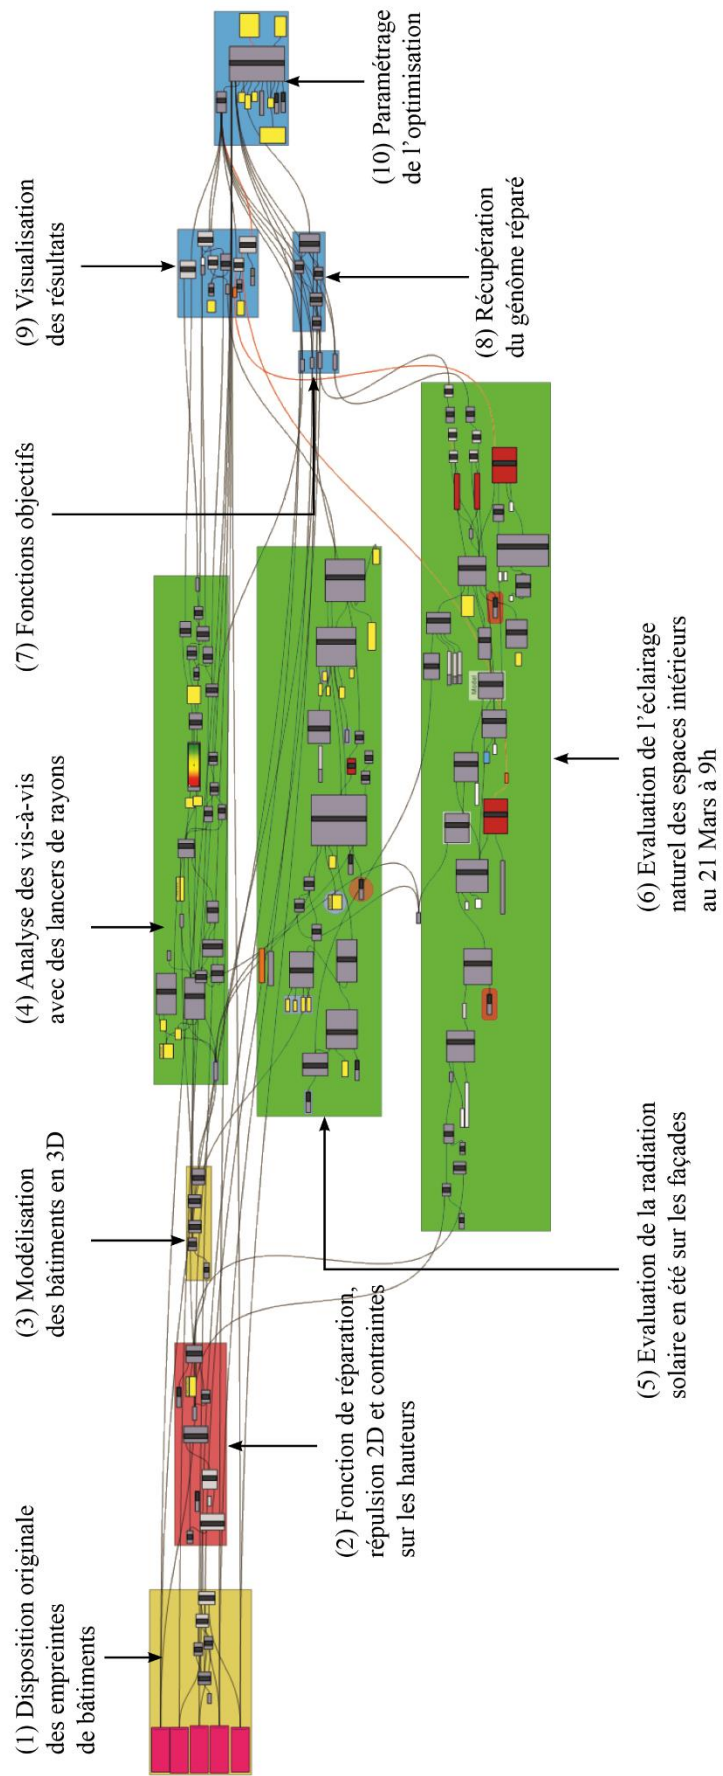 (1) Disposition originale
des empreintes
de bâtiments
(2) Fonction de réparation,
répulsion 2D et contraintes
sur les hauteurs
(3) Modélisation
des bâtiments en 3D
(4) Analyse des vis-à-vis
avec des lancers de rayons
(5) Evaluation de la radiation
solaire en été sur les façades
(6) Evaluation de l’éclairage
naturel des espaces intérieurs
au 21 Mars à 9h
(7) Fonctions objectifs
(8) Récupération
du génôme réparé
(9) Visualisation
des résultats
(10) Paramétrage
de l’optimisation
Model